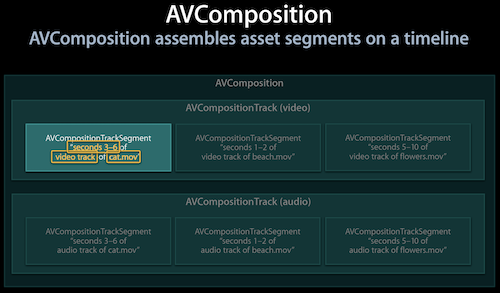 AVComposition
AVComposition assembles asset segments on a timeline
AVComposition
AVCompositionTrack (video)
AVCompositionTrackSegment
"seconds 3–6 of
video track of cat.mov"
AVCompositionTrackSegment
"seconds 1–2 of
video track of beach.mov"
AVCompositionTrackSegment
"seconds 5–10 of
video track of flowers.mov"
AVCompositionTrack (audio)
AVCompositionTrackSegment
"seconds 3–6 of
audio track of cat.mov"
AVCompositionTrackSegment
"seconds 1–2 of
audio track of beach.mov"
AVCompositionTrackSegment
"seconds 5–10 of
audio track of flowers.mov"